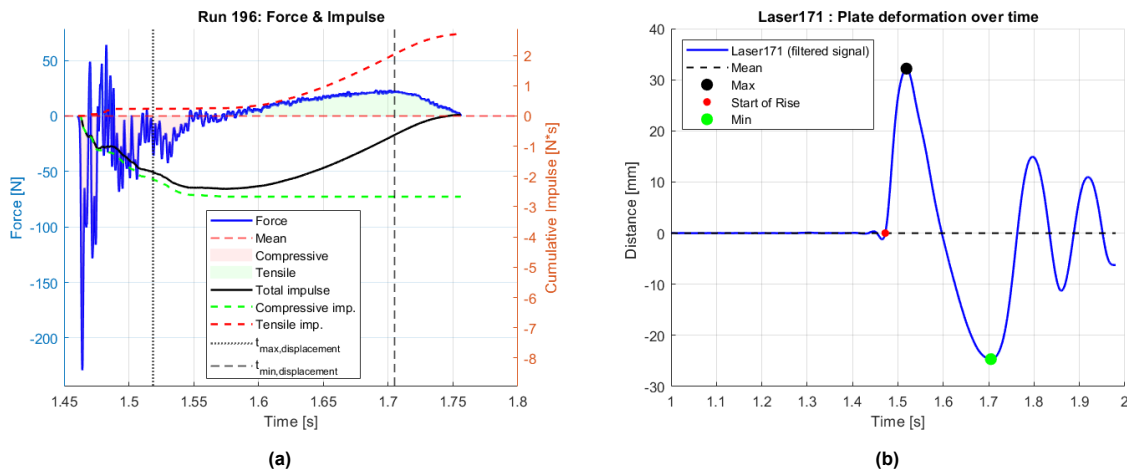 Run 196: Force & Impulse
50
0
-50
-100
-150
-200
Force [N]
2
1
0
-1
-2
-3
-4
-5
-6
-7
-8
Cumulative Impulse [N*s]
Force
Mean
Compressive
Tensile
Total impulse
Compressive imp.
Tensile imp.
t_max,displacement
t_min,displacement
1.45 1.5 1.55 1.6 1.65 1.7 1.75 1.8
Time [s]
(a)
Laser171 : Plate deformation over time
40
30
20
10
0
-10
-20
-30
Distance [mm]
Laser171 (filtered signal)
Mean
Max
Start of Rise
Min
1 1.1 1.2 1.3 1.4 1.5 1.6 1.7 1.8 1.9 2
Time [s]
(b)